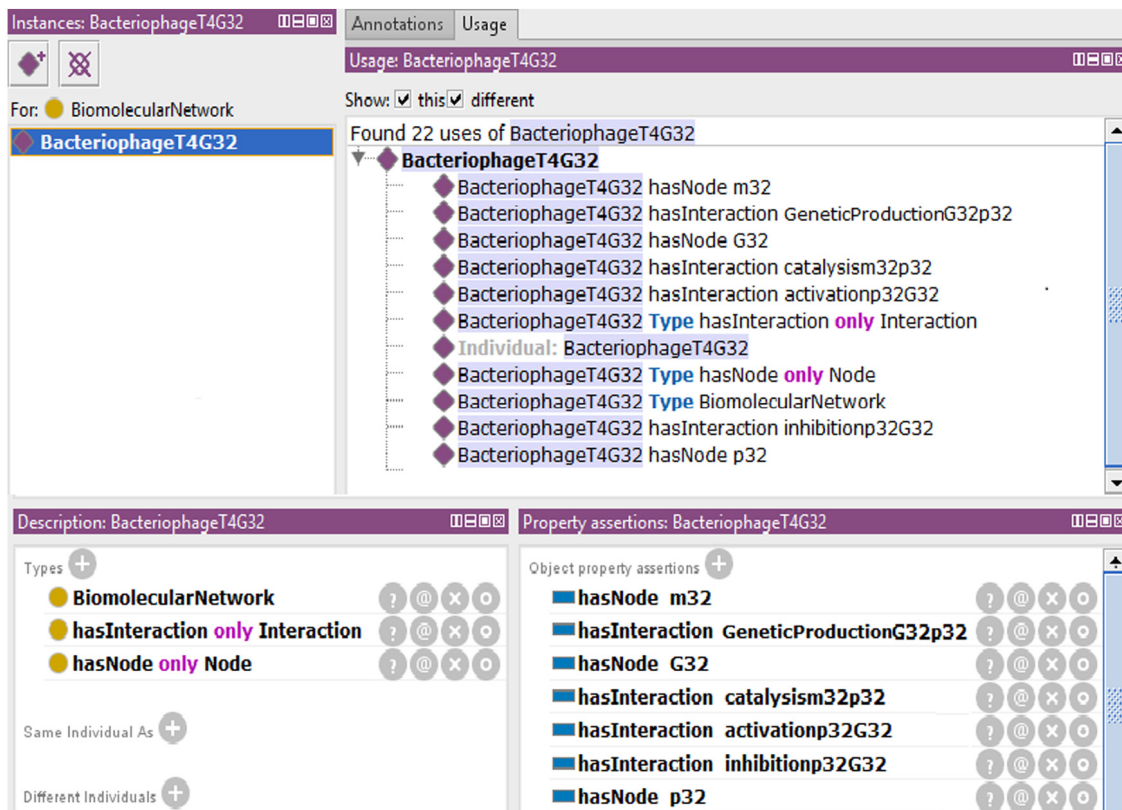 Instances: BacteriophageT4G32
For: BiomolecularNetwork
BacteriophageT4G32
Annotations Usage
Usage: BacteriophageT4G32
Show: this different
Found 22 uses of BacteriophageT4G32
BacteriophageT4G32
BacteriophageT4G32 hasNode m32
BacteriophageT4G32 hasInteraction GeneticProductionG32p32
BacteriophageT4G32 hasNode G32
BacteriophageT4G32 hasInteraction catalysism32p32
BacteriophageT4G32 hasInteraction activationp32G32
BacteriophageT4G32 Type hasInteraction only Interaction
Individual: BacteriophageT4G32
BacteriophageT4G32 Type hasNode only Node
BacteriophageT4G32 Type BiomolecularNetwork
BacteriophageT4G32 hasInteraction inhibitionp32G32
BacteriophageT4G32 hasNode p32
Description: BacteriophageT4G32
Types
BiomolecularNetwork ? @ x o
hasInteraction only Interaction ? @ x o
hasNode only Node ? @ x o
Same Individual As
Different Individuals
Property assertions: BacteriophageT4G32
Object property assertions
hasNode m32 ? @ x o
hasInteraction GeneticProductionG32p32 ? @ x o
hasNode G32 ? @ x o
hasInteraction catalysism32p32 ? @ x o
hasInteraction activationp32G32 ? @ x o
hasInteraction inhibitionp32G32 ? @ x o
hasNode p32 ? @ x o